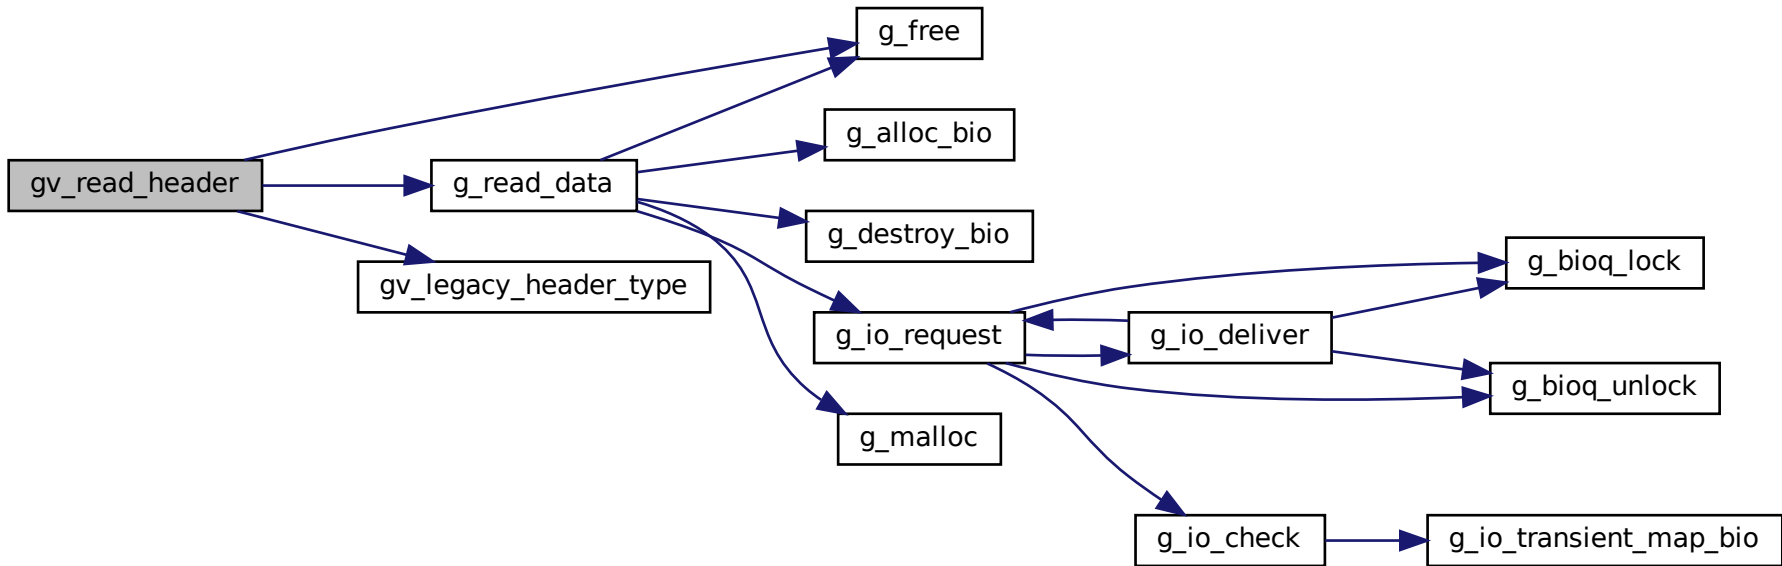 g_free
g_alloc_bio
gv_read_header
g_read_data
g_destroy_bio
g_bioq_lock
gv_legacy_header_type
g_io_request
g_io_deliver
g_bioq_unlock
g_malloc
g_io_check
g_io_transient_map_bio